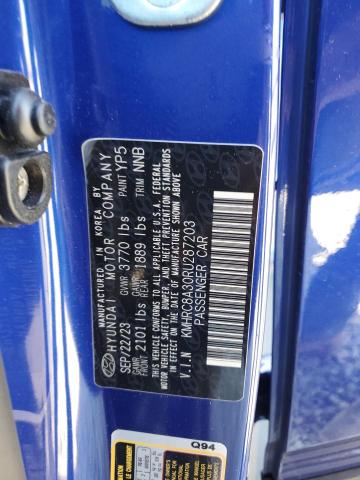 MANUFACTURED IN KOREA BY
HYUNDAI MOTOR COMPANY
SEP/22/23 GVWR 3770 lbs PAINT YP5
GAWR FRONT 2101 lbs GAWR REAR 1889 lbs TRIM NNB
THIS VEHICLE CONFORMS TO ALL APPLICABLE U.S.A. FEDERAL
MOTOR VEHICLE SAFETY, BUMPER, AND THEFT PREVENTION STANDARDS
IN EFFECT ON THE DATE OF MANUFACTURE SHOWN ABOVE
V.I.N KMHRC8A30RU287203
PASSENGER CAR
Q94